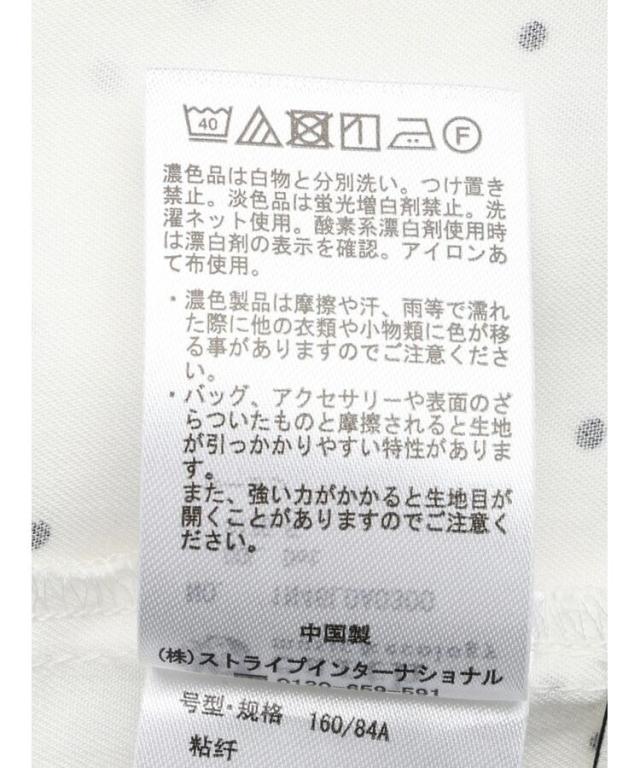 40 F
濃色品は白物と分別洗い。つけ置き
禁止。淡色品は蛍光増白剤禁止。洗
濯ネット使用。酸素系漂白剤使用時
は漂白剤の表示を確認。アイロンあ
て布使用。
・濃色製品は摩擦や汗、雨等で濡れ
た際に他の衣類や小物類に色が移
る事がありますのでご注意くださ
い。
・バッグ、アクセサリーや表面のざ
らついたものと摩擦されると生地
が引っかかりやすい特性がありま
す。
また、強い力がかかると生地目が
開くことがありますのでご注意く
ださい。
中国製
(株)ストライプインターナショナル
号型·规格 160/84A
粘纤